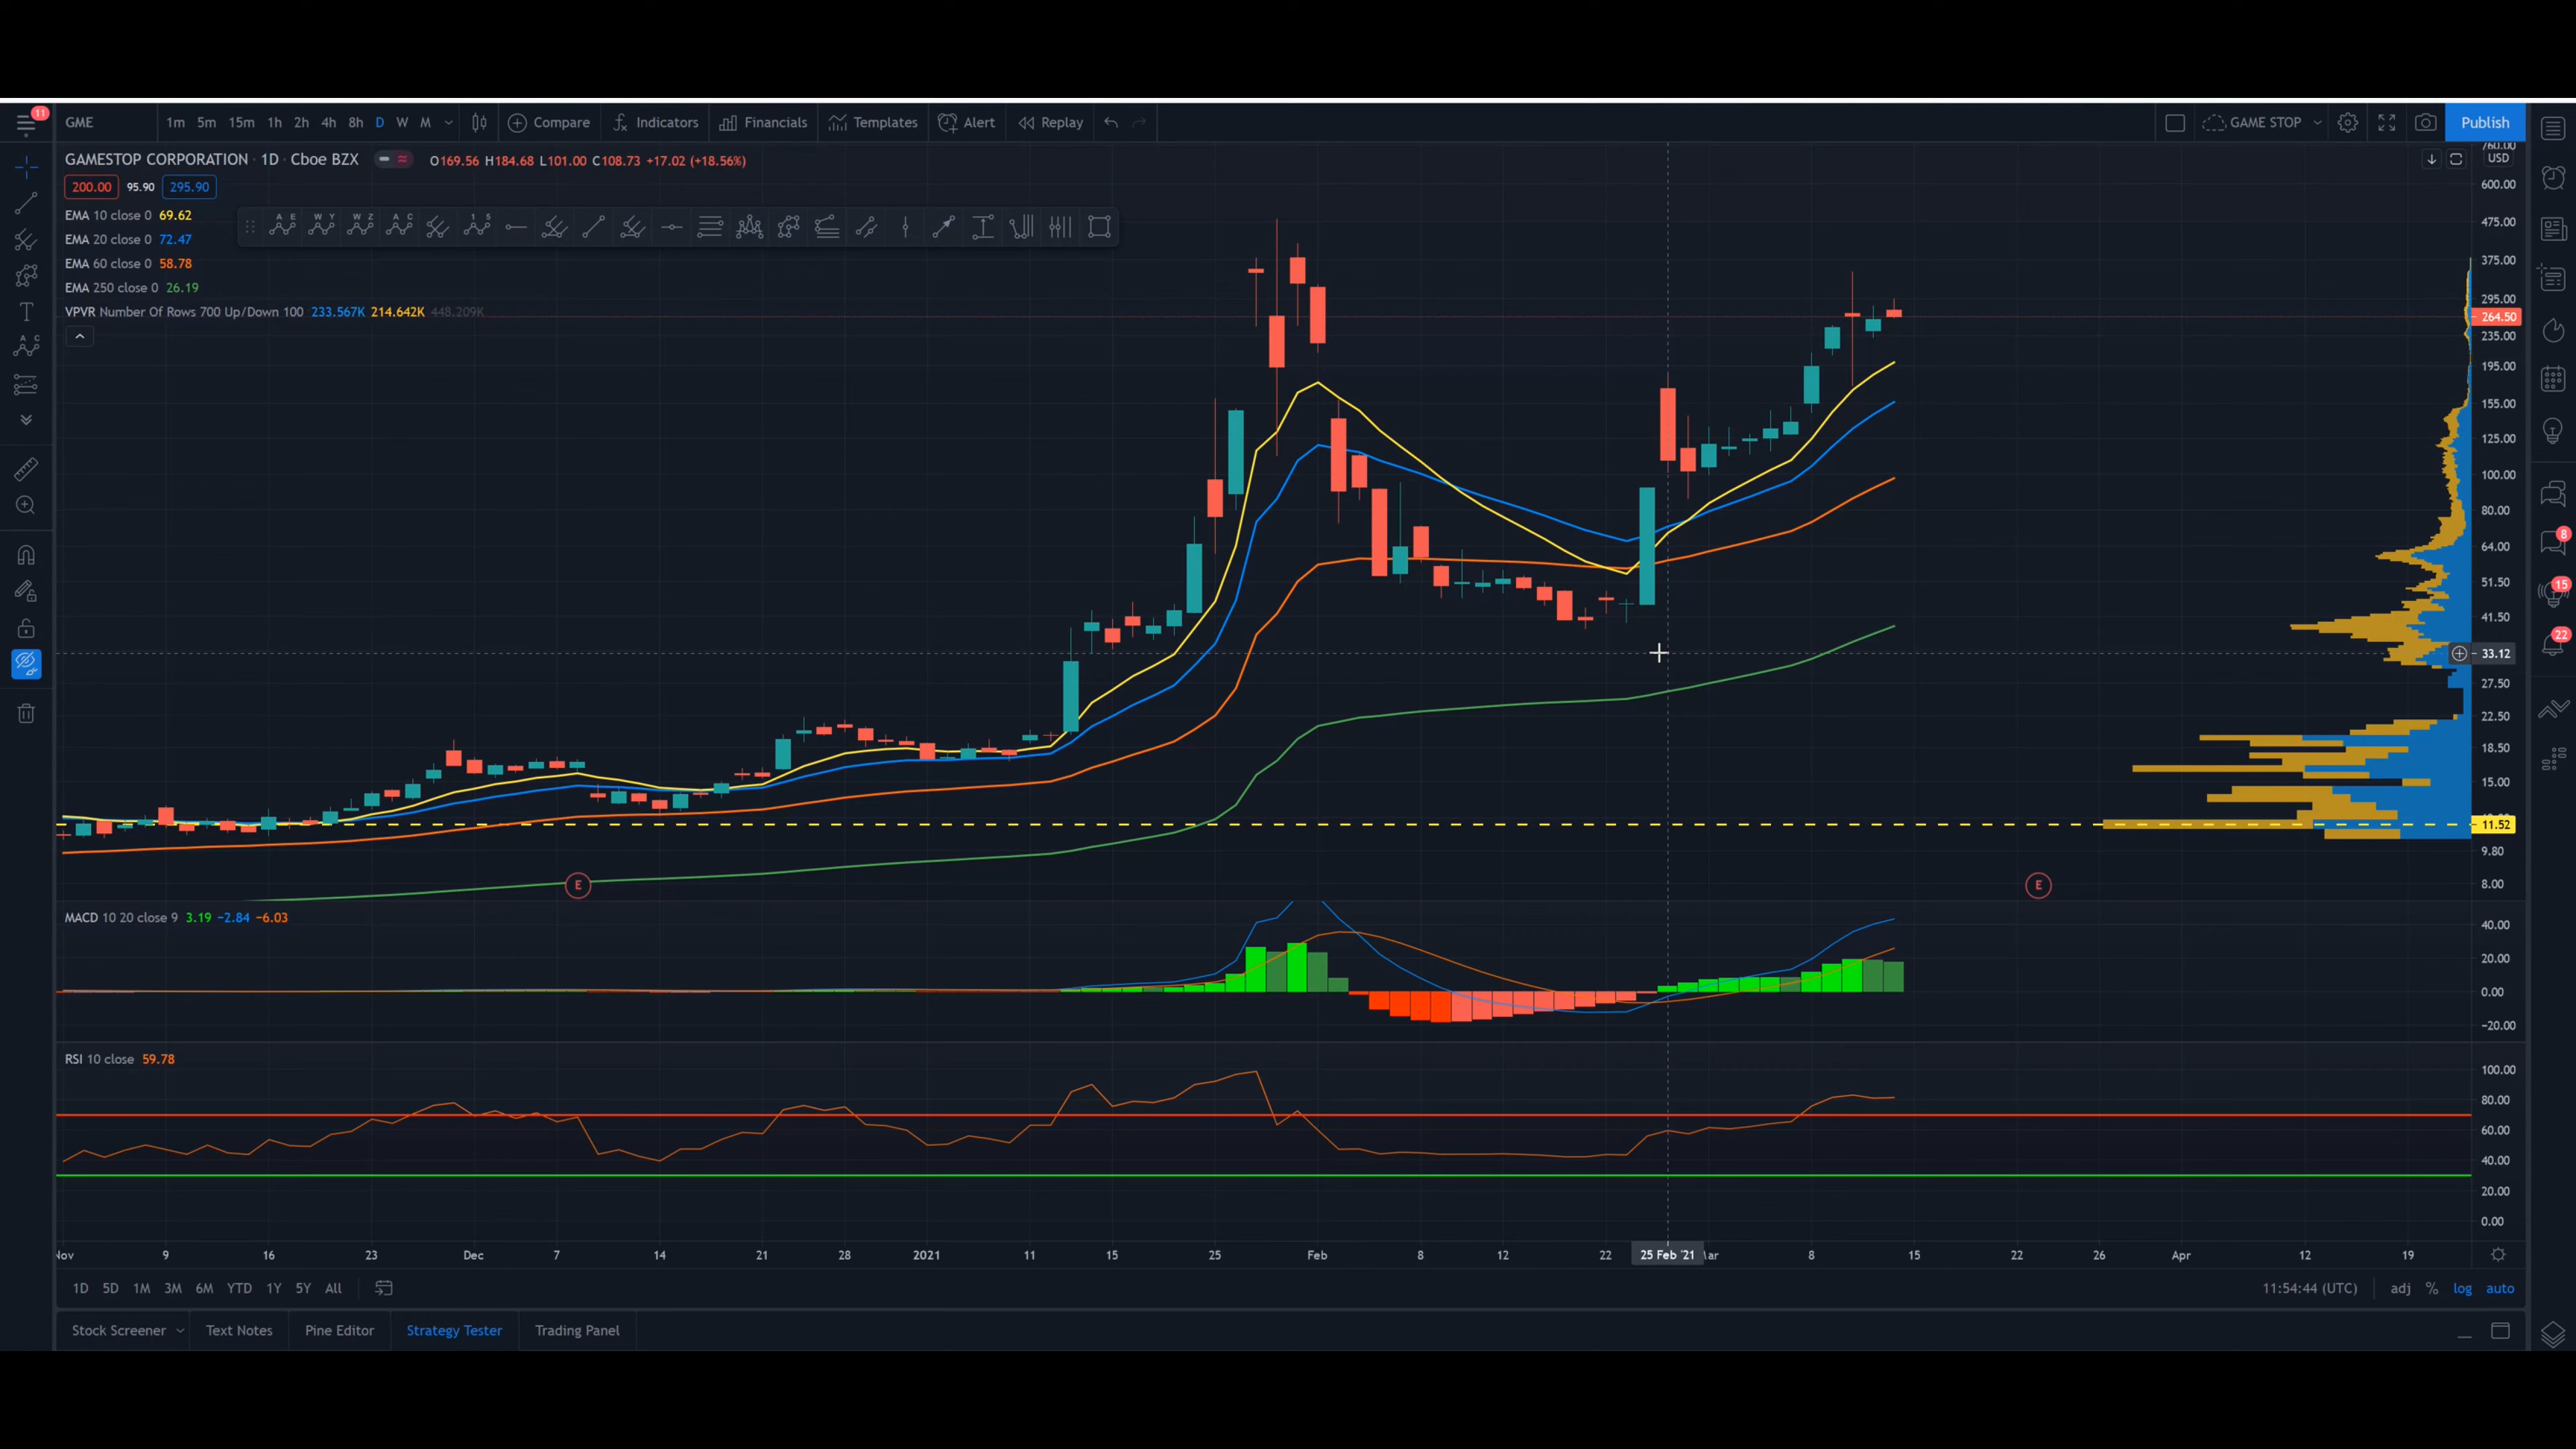 11
GME 1m 5m 15m 1h 2h 4h 8h D W M Compare Indicators Financials Templates Alert Replay GAME STOP Publish
GAMESTOP CORPORATION · 1D · Cboe BZX O169.56 H184.68 L101.00 C108.73 +17.02 (+18.56%)
200.00 95.90 295.90
EMA 10 close 0 69.62
EMA 20 close 0 72.47
EMA 60 close 0 58.78
EMA 250 close 0 26.19
VPVR Number Of Rows 700 Up/Down 100 233.567K 214.642K 448.209K
A E
W Y
W Z
A C
1 5
A C
760.00
USD
600.00
475.00
375.00
295.00
264.50
235.00
195.00
155.00
125.00
100.00
80.00
64.00
51.50
41.50
33.12
27.50
22.50
18.50
15.00
11.52
9.80
8.00
8
15
22
E E
MACD 10 20 close 9 3.19 −2.84 −6.03
40.00
20.00
0.00
−20.00
RSI 10 close 59.78
100.00
80.00
60.00
40.00
20.00
0.00
Nov 9 16 23 Dec 7 14 21 28 2021 11 15 25 Feb 8 12 22 25 Feb '21 ar 8 15 22 26 Apr 12 19
1D 5D 1M 3M 6M YTD 1Y 5Y All 11:54:44 (UTC) adj % log auto
Stock Screener Text Notes Pine Editor Strategy Tester Trading Panel